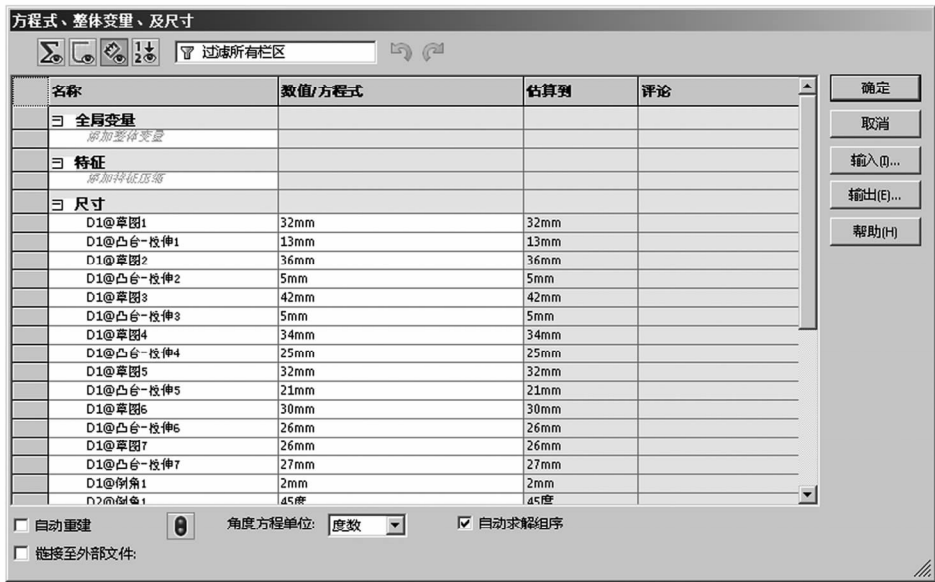 方程式、整体变量、及尺寸
过滤所有栏区
名称 数值/方程式 估算到 评论
全局变量
添加整体变量
特征
添加特征压缩
尺寸
D1@草图1 32mm 32mm
D1@凸台-拉伸1 13mm 13mm
D1@草图2 36mm 36mm
D1@凸台-拉伸2 5mm 5mm
D1@草图3 42mm 42mm
D1@凸台-拉伸3 5mm 5mm
D1@草图4 34mm 34mm
D1@凸台-拉伸4 25mm 25mm
D1@草图5 32mm 32mm
D1@凸台-拉伸5 21mm 21mm
D1@草图6 30mm 30mm
D1@凸台-拉伸6 26mm 26mm
D1@草图7 26mm 26mm
D1@凸台-拉伸7 27mm 27mm
D1@倒角1 2mm 2mm
D2@倒角1 45度 45度
确定
取消
输入(I)...
输出(E)...
帮助(H)
自动重建 角度方程单位: 度数 自动求解组序
链接至外部文件: